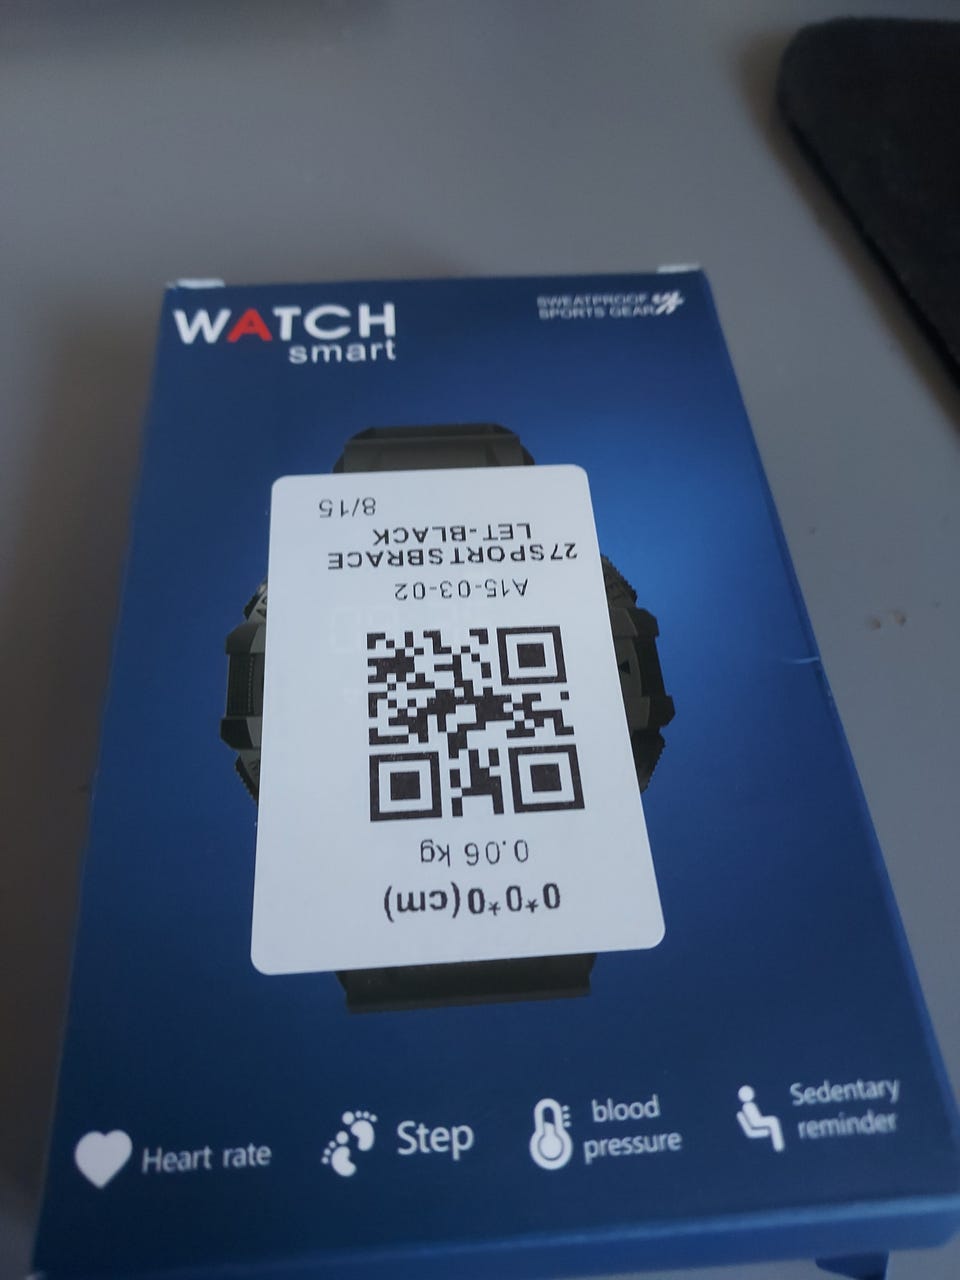 WATCH
smart
SWEATPROOF
SPORTS GEAR
0*0*0(cm)
0.06 kg
A15-03-02
27SPORTSBRACE
LET-BLACK
8/15
Heart rate
Step
blood
pressure
Sedentary
reminder